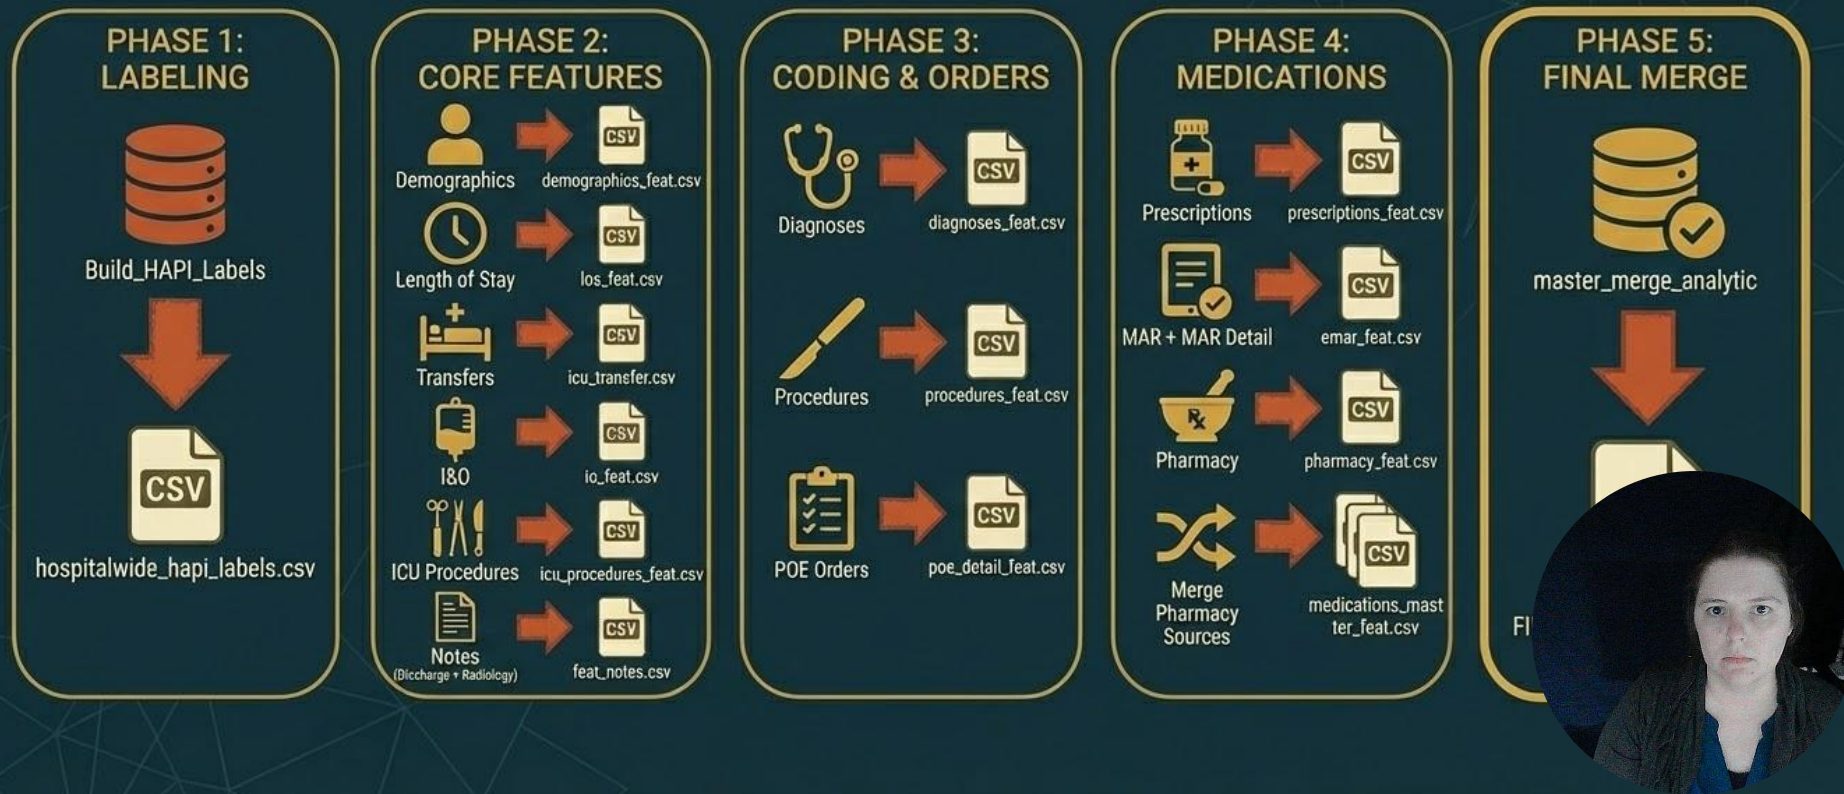 PHASE 1:
LABELING
Build_HAPI_Labels
CSV
hospitalwide_hapi_labels.csv
PHASE 2:
CORE FEATURES
CSV
Demographics
demographics_feat.csv
CSV
Length of Stay
los_feat.csv
CSV
Transfers
icu_transfer.csv
CSV
I&O
io_feat.csv
CSV
ICU Procedures
icu_procedures_feat.csv
CSV
Notes
(Diccharge + Radiology)
feat_notes.csv
PHASE 3:
CODING & ORDERS
CSV
Diagnoses
diagnoses_feat.csv
CSV
Procedures
procedures_feat.csv
CSV
POE Orders
poe_detail_feat.csv
PHASE 4:
MEDICATIONS
CSV
Prescriptions
prescriptions_feat.csv
CSV
MAR + MAR Detail
emar_feat.csv
Rx
CSV
Pharmacy
pharmacy_feat.csv
CSV
Merge
Pharmacy
Sources
medications_mast
ter_feat.csv
PHASE 5:
FINAL MERGE
master_merge_analytic